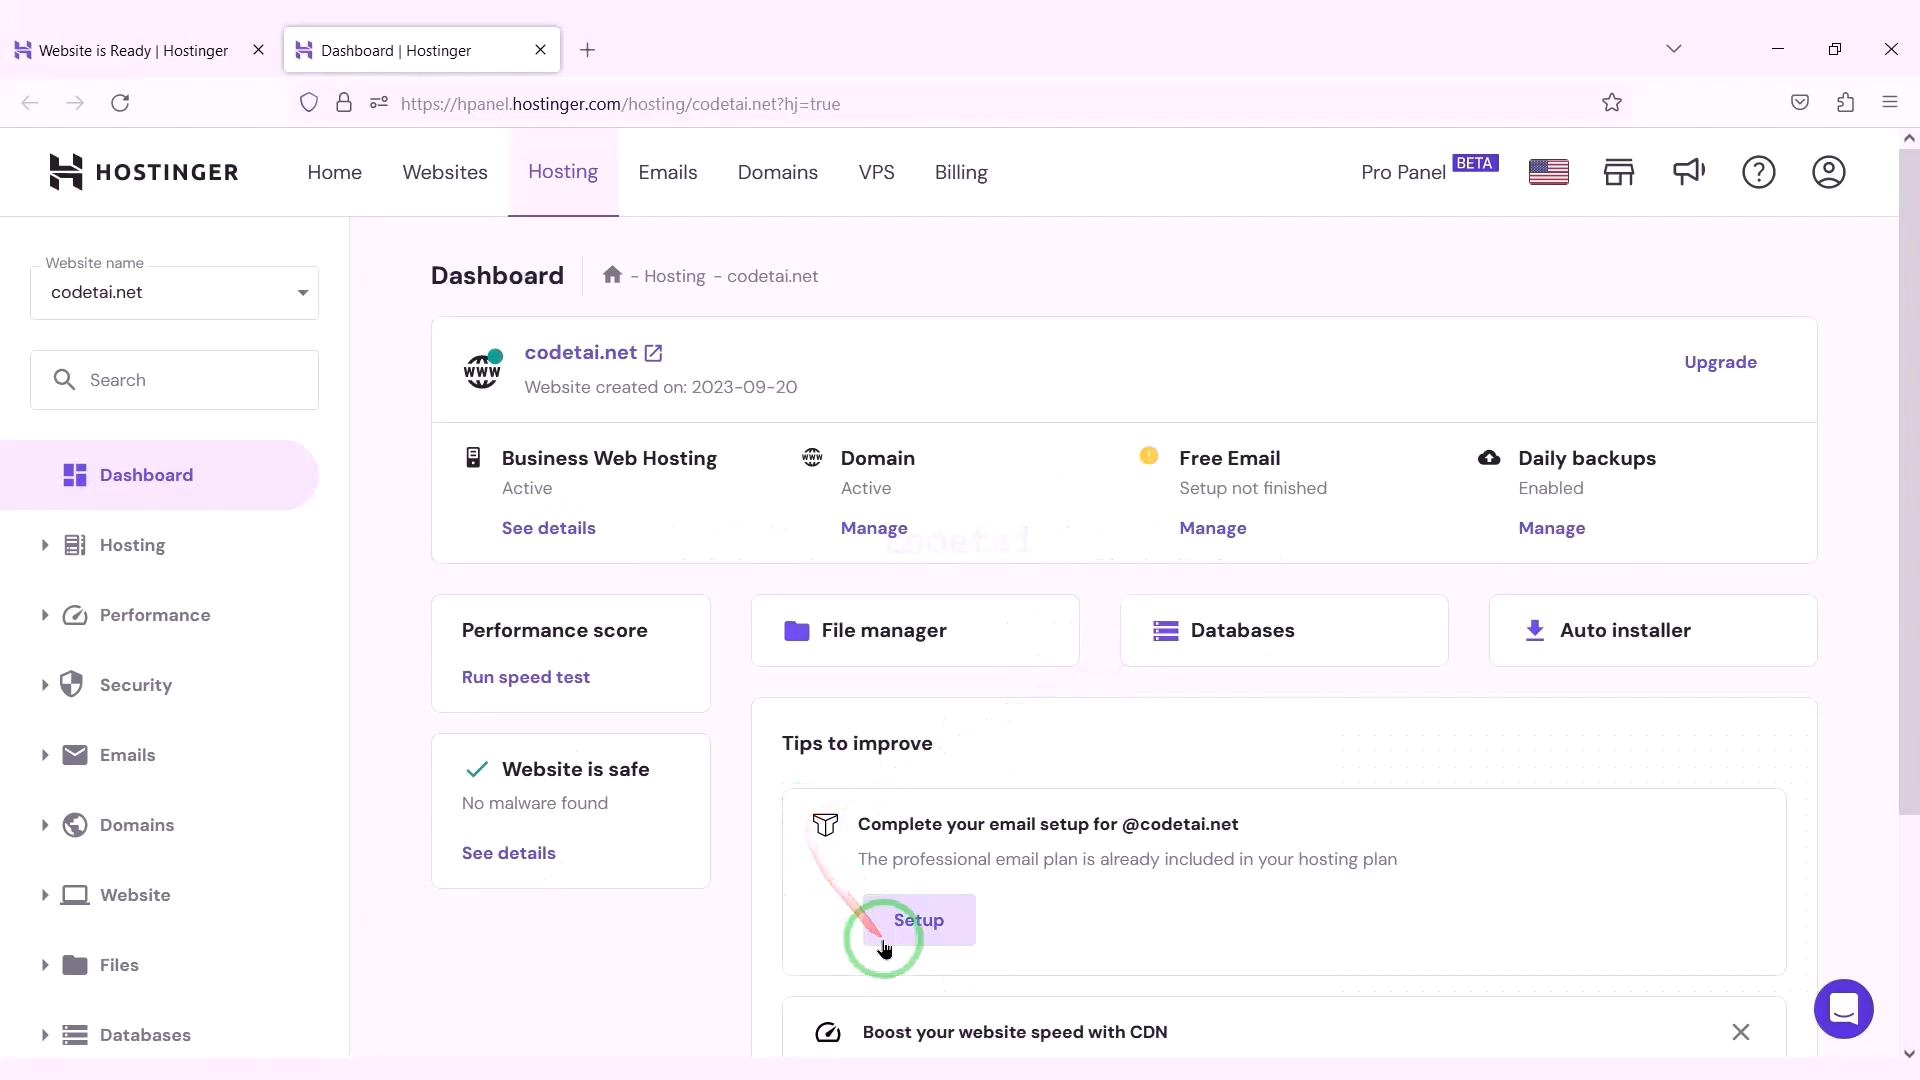 Website is Ready | Hostinger
Dashboard | Hostinger
https://hpanel.hostinger.com/hosting/codetai.net?hj=true
HOSTINGER
Home
Websites
Hosting
Emails
Domains
VPS
Billing
Pro Panel BETA
Website name
codetai.net
Search
Dashboard
Hosting
Performance
Security
Emails
Domains
Website
Files
Databases
Dashboard
- Hosting - codetai.net
www
codetai.net
Website created on: 2023-09-20
Upgrade
Business Web Hosting
Active
See details
www
Domain
Active
Manage
Free Email
Setup not finished
Manage
Daily backups
Enabled
Manage
codetai
Performance score
Run speed test
File manager
Databases
Auto installer
Website is safe
No malware found
See details
Tips to improve
Complete your email setup for @codetai.net
The professional email plan is already included in your hosting plan
Setup
Boost your website speed with CDN